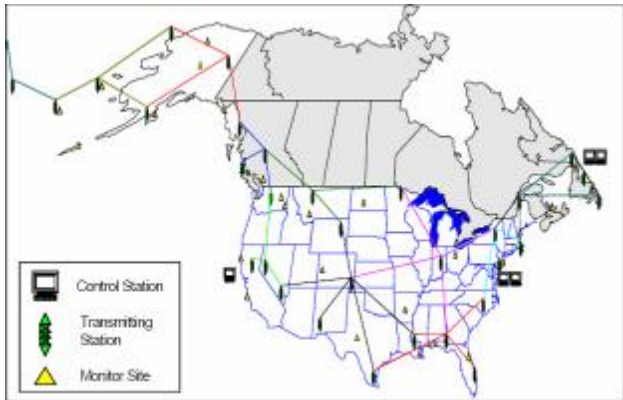 Control Station
Transmitting
Station
Monitor Site